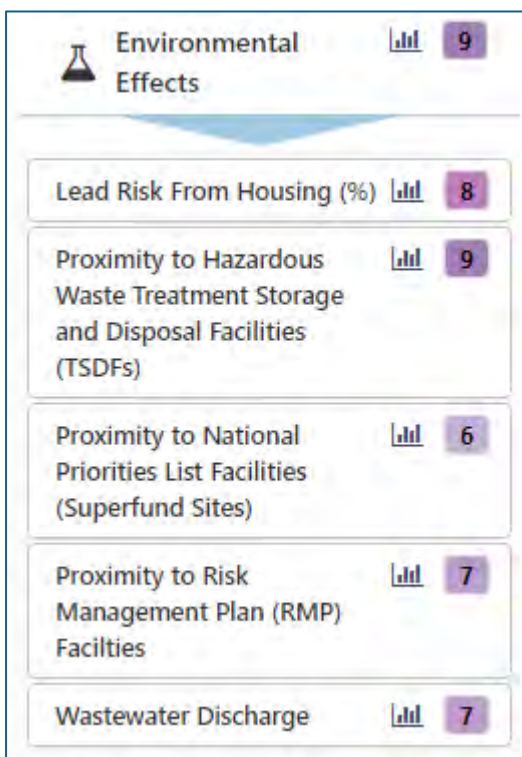 Environmental 9
Effects
Lead Risk From Housing (%) 8
Proximity to Hazardous 9
Waste Treatment Storage
and Disposal Facilities
(TSDFs)
Proximity to National 6
Priorities List Facilities
(Superfund Sites)
Proximity to Risk 7
Management Plan (RMP)
Facilties
Wastewater Discharge 7